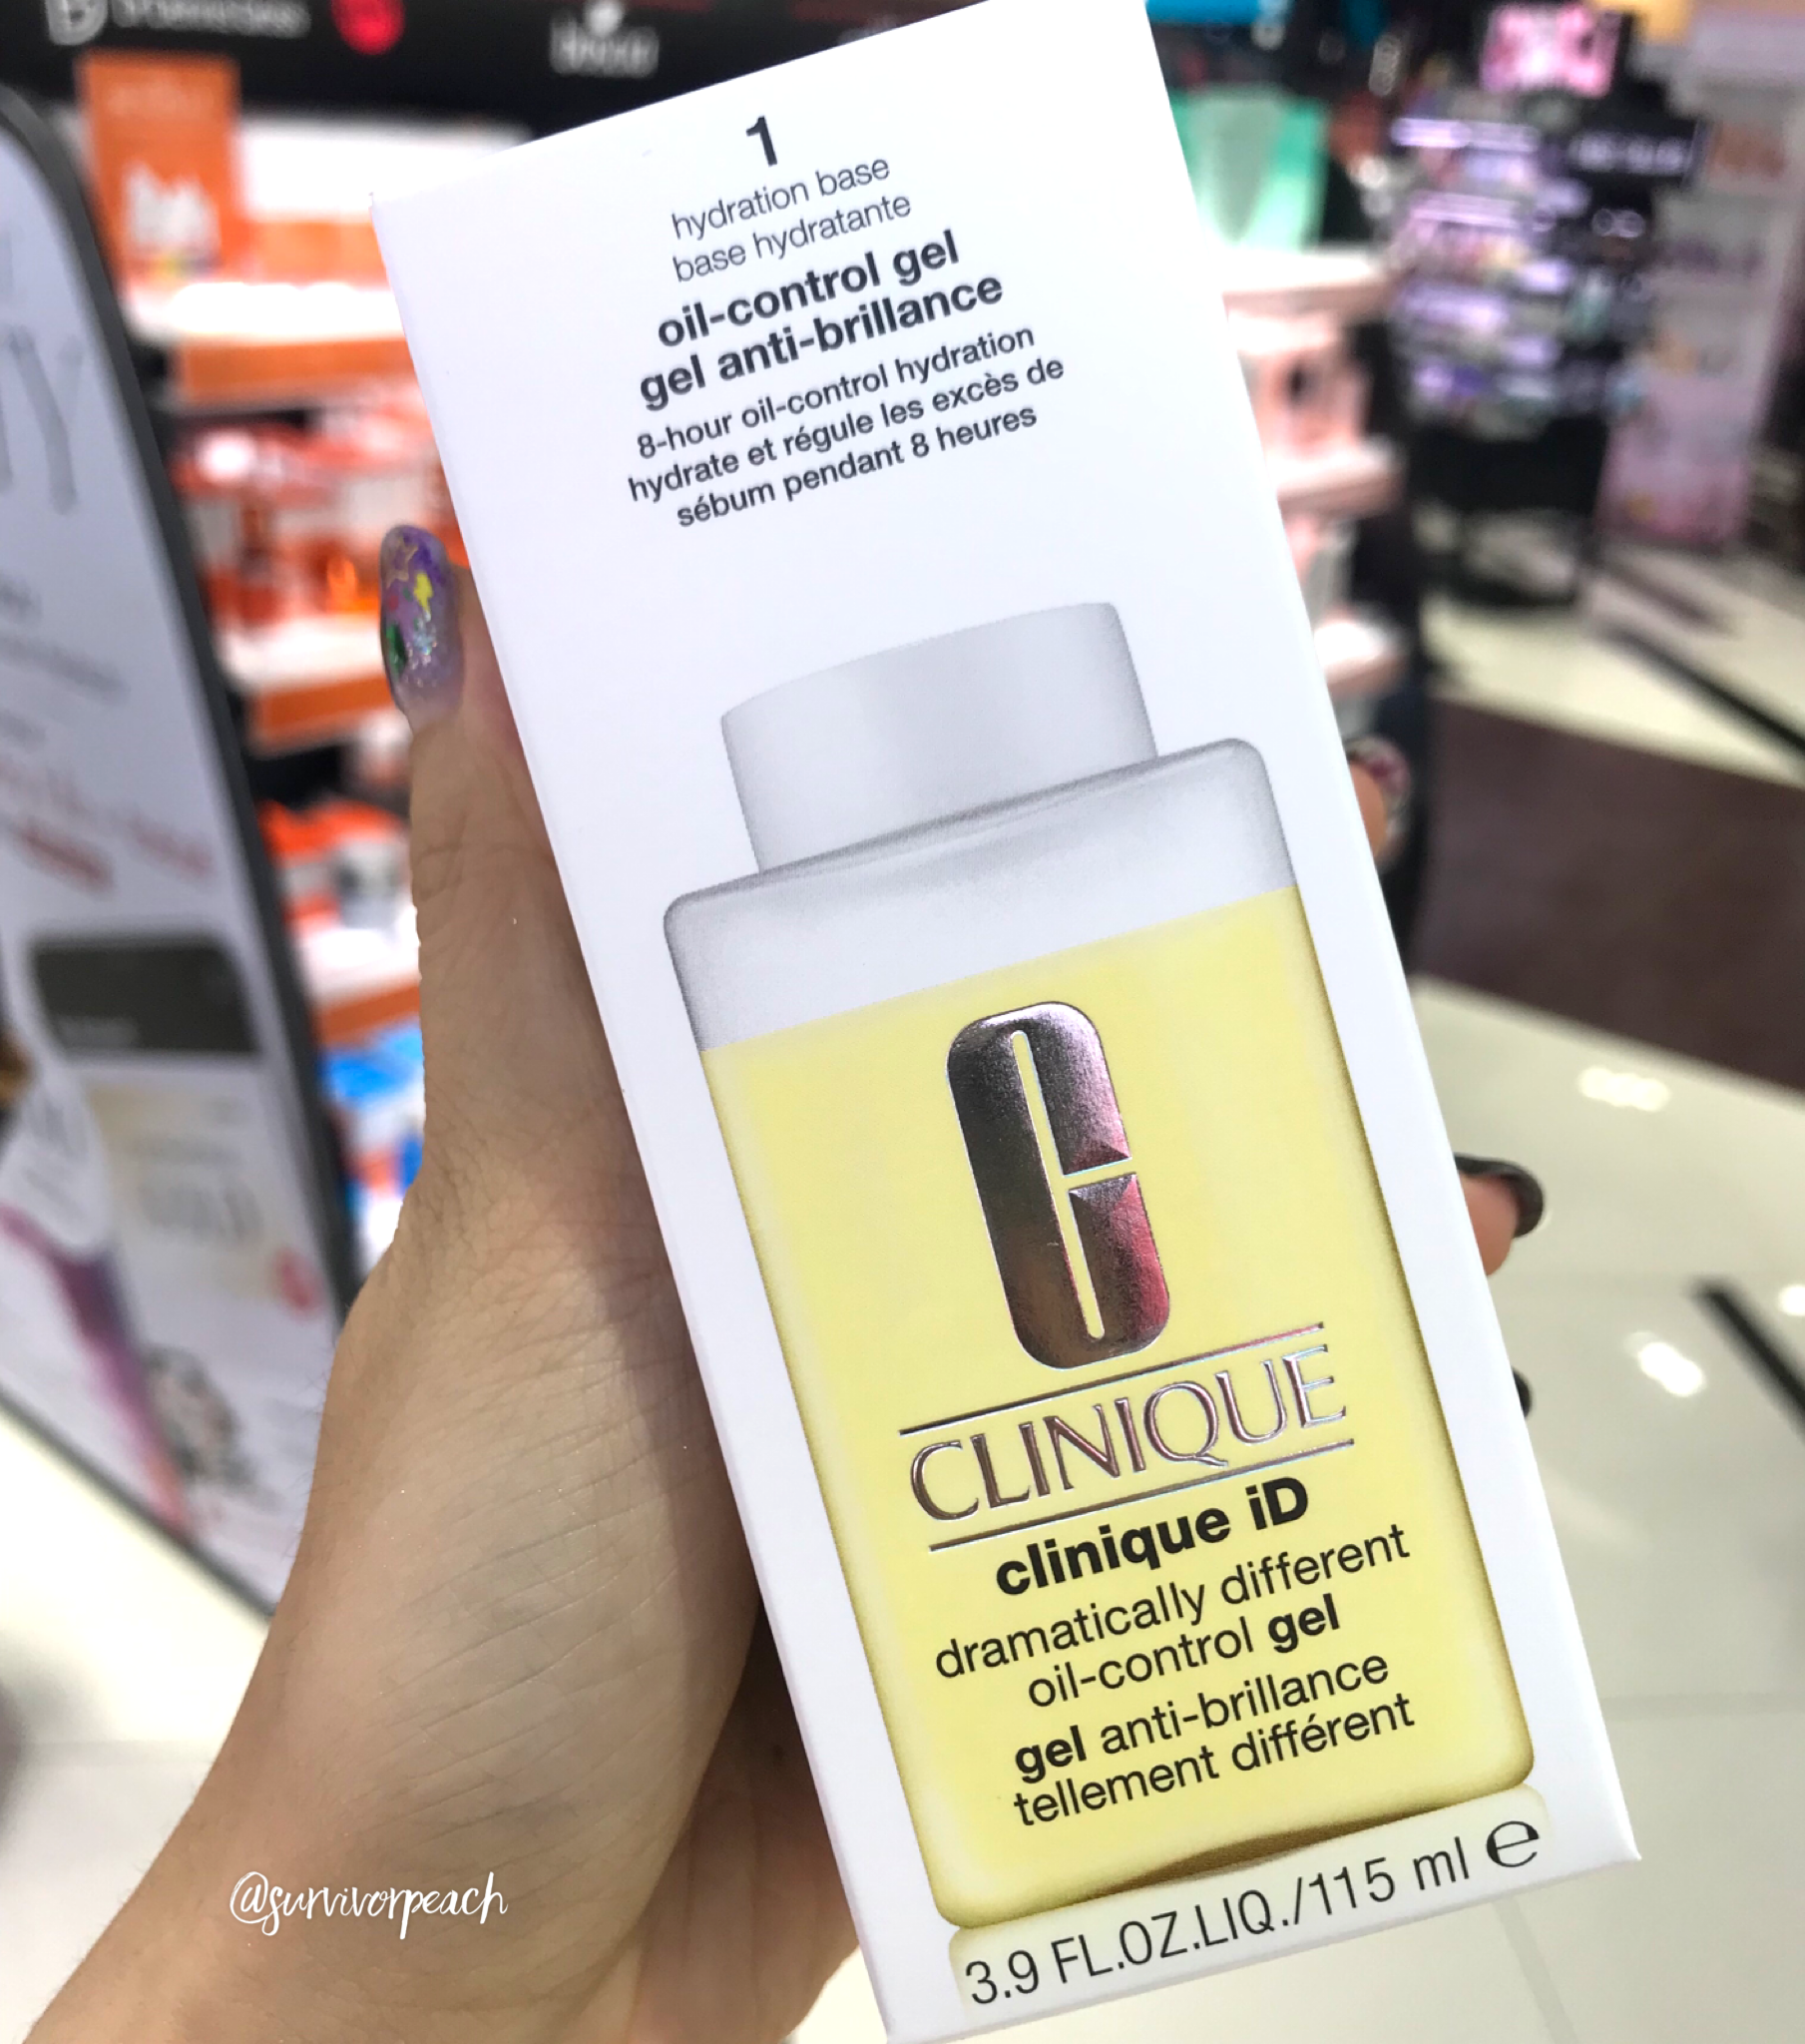 1
hydration base
base hydratante
oil-control gel
gel anti-brillance
8-hour oil-control hydration
hydrate et régule les excès de
sébum pendant 8 heures
CLINIQUE
clinique iD
dramatically different
oil-control gel
gel anti-brillance
tellement différent
3.9 FL.OZ.LIQ./115 ml ℮
@survivorpeach